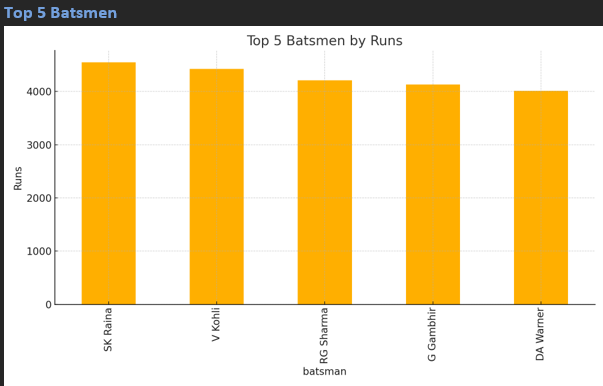 Top 5 Batsmen
Top 5 Batsmen by Runs
Runs
4000
3000
2000
1000
0
SK Raina
V Kohli
RG Sharma
G Gambhir
DA Warner
batsman